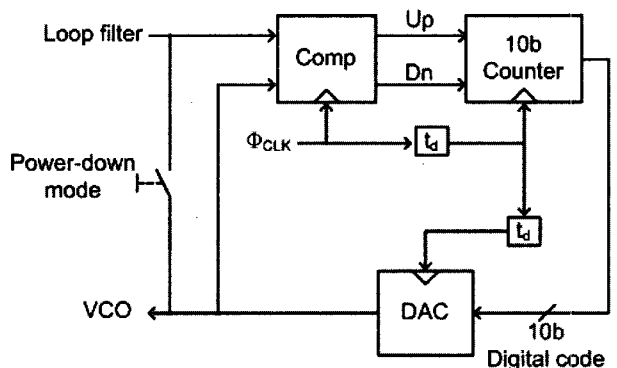 Loop filter
Up
Comp
Dn
10b
Counter
ΦCLK
td
Power-down
mode
td
VCO
DAC
10b
Digital code